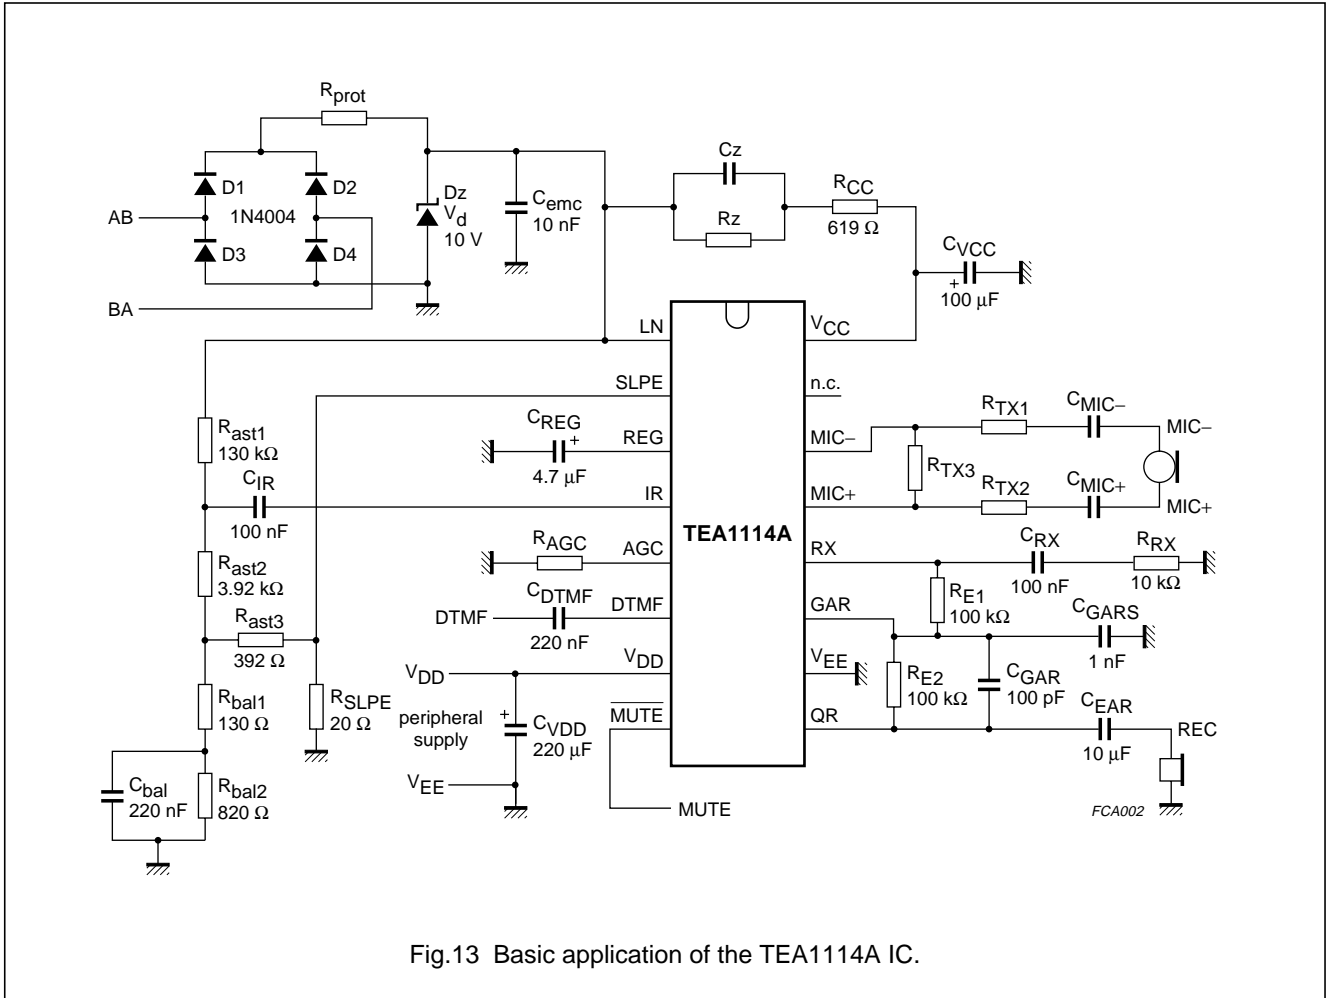 Rprot
D1
D2
1N4004
AB
D3
D4
BA
Dz
Vd
10 V
Cemc
10 nF
Cz
Rz
RCC
619 Ω
CVCC
+
100 µF
LN
VCC
SLPE
n.c.
CREG
+
REG
4.7 µF
MIC−
RTX1
CMIC−
MIC−
RTX3
Rast1
130 kΩ
CIR
100 nF
IR
MIC+
RTX2
CMIC+
MIC+
TEA1114A
RAGC
AGC
RX
CRX
100 nF
RRX
10 kΩ
Rast2
3.92 kΩ
DTMF
CDTMF
220 nF
DTMF
GAR
RE1
100 kΩ
CGARS
1 nF
Rast3
392 Ω
VDD
VDD
VEE
RE2
100 kΩ
CGAR
100 pF
Rbal1
130 Ω
RSLPE
20 Ω
peripheral
supply
+
CVDD
220 µF
MUTE
QR
CEAR
10 µF
REC
Cbal
220 nF
Rbal2
820 Ω
VEE
MUTE
FCA002
Fig.13 Basic application of the TEA1114A IC.